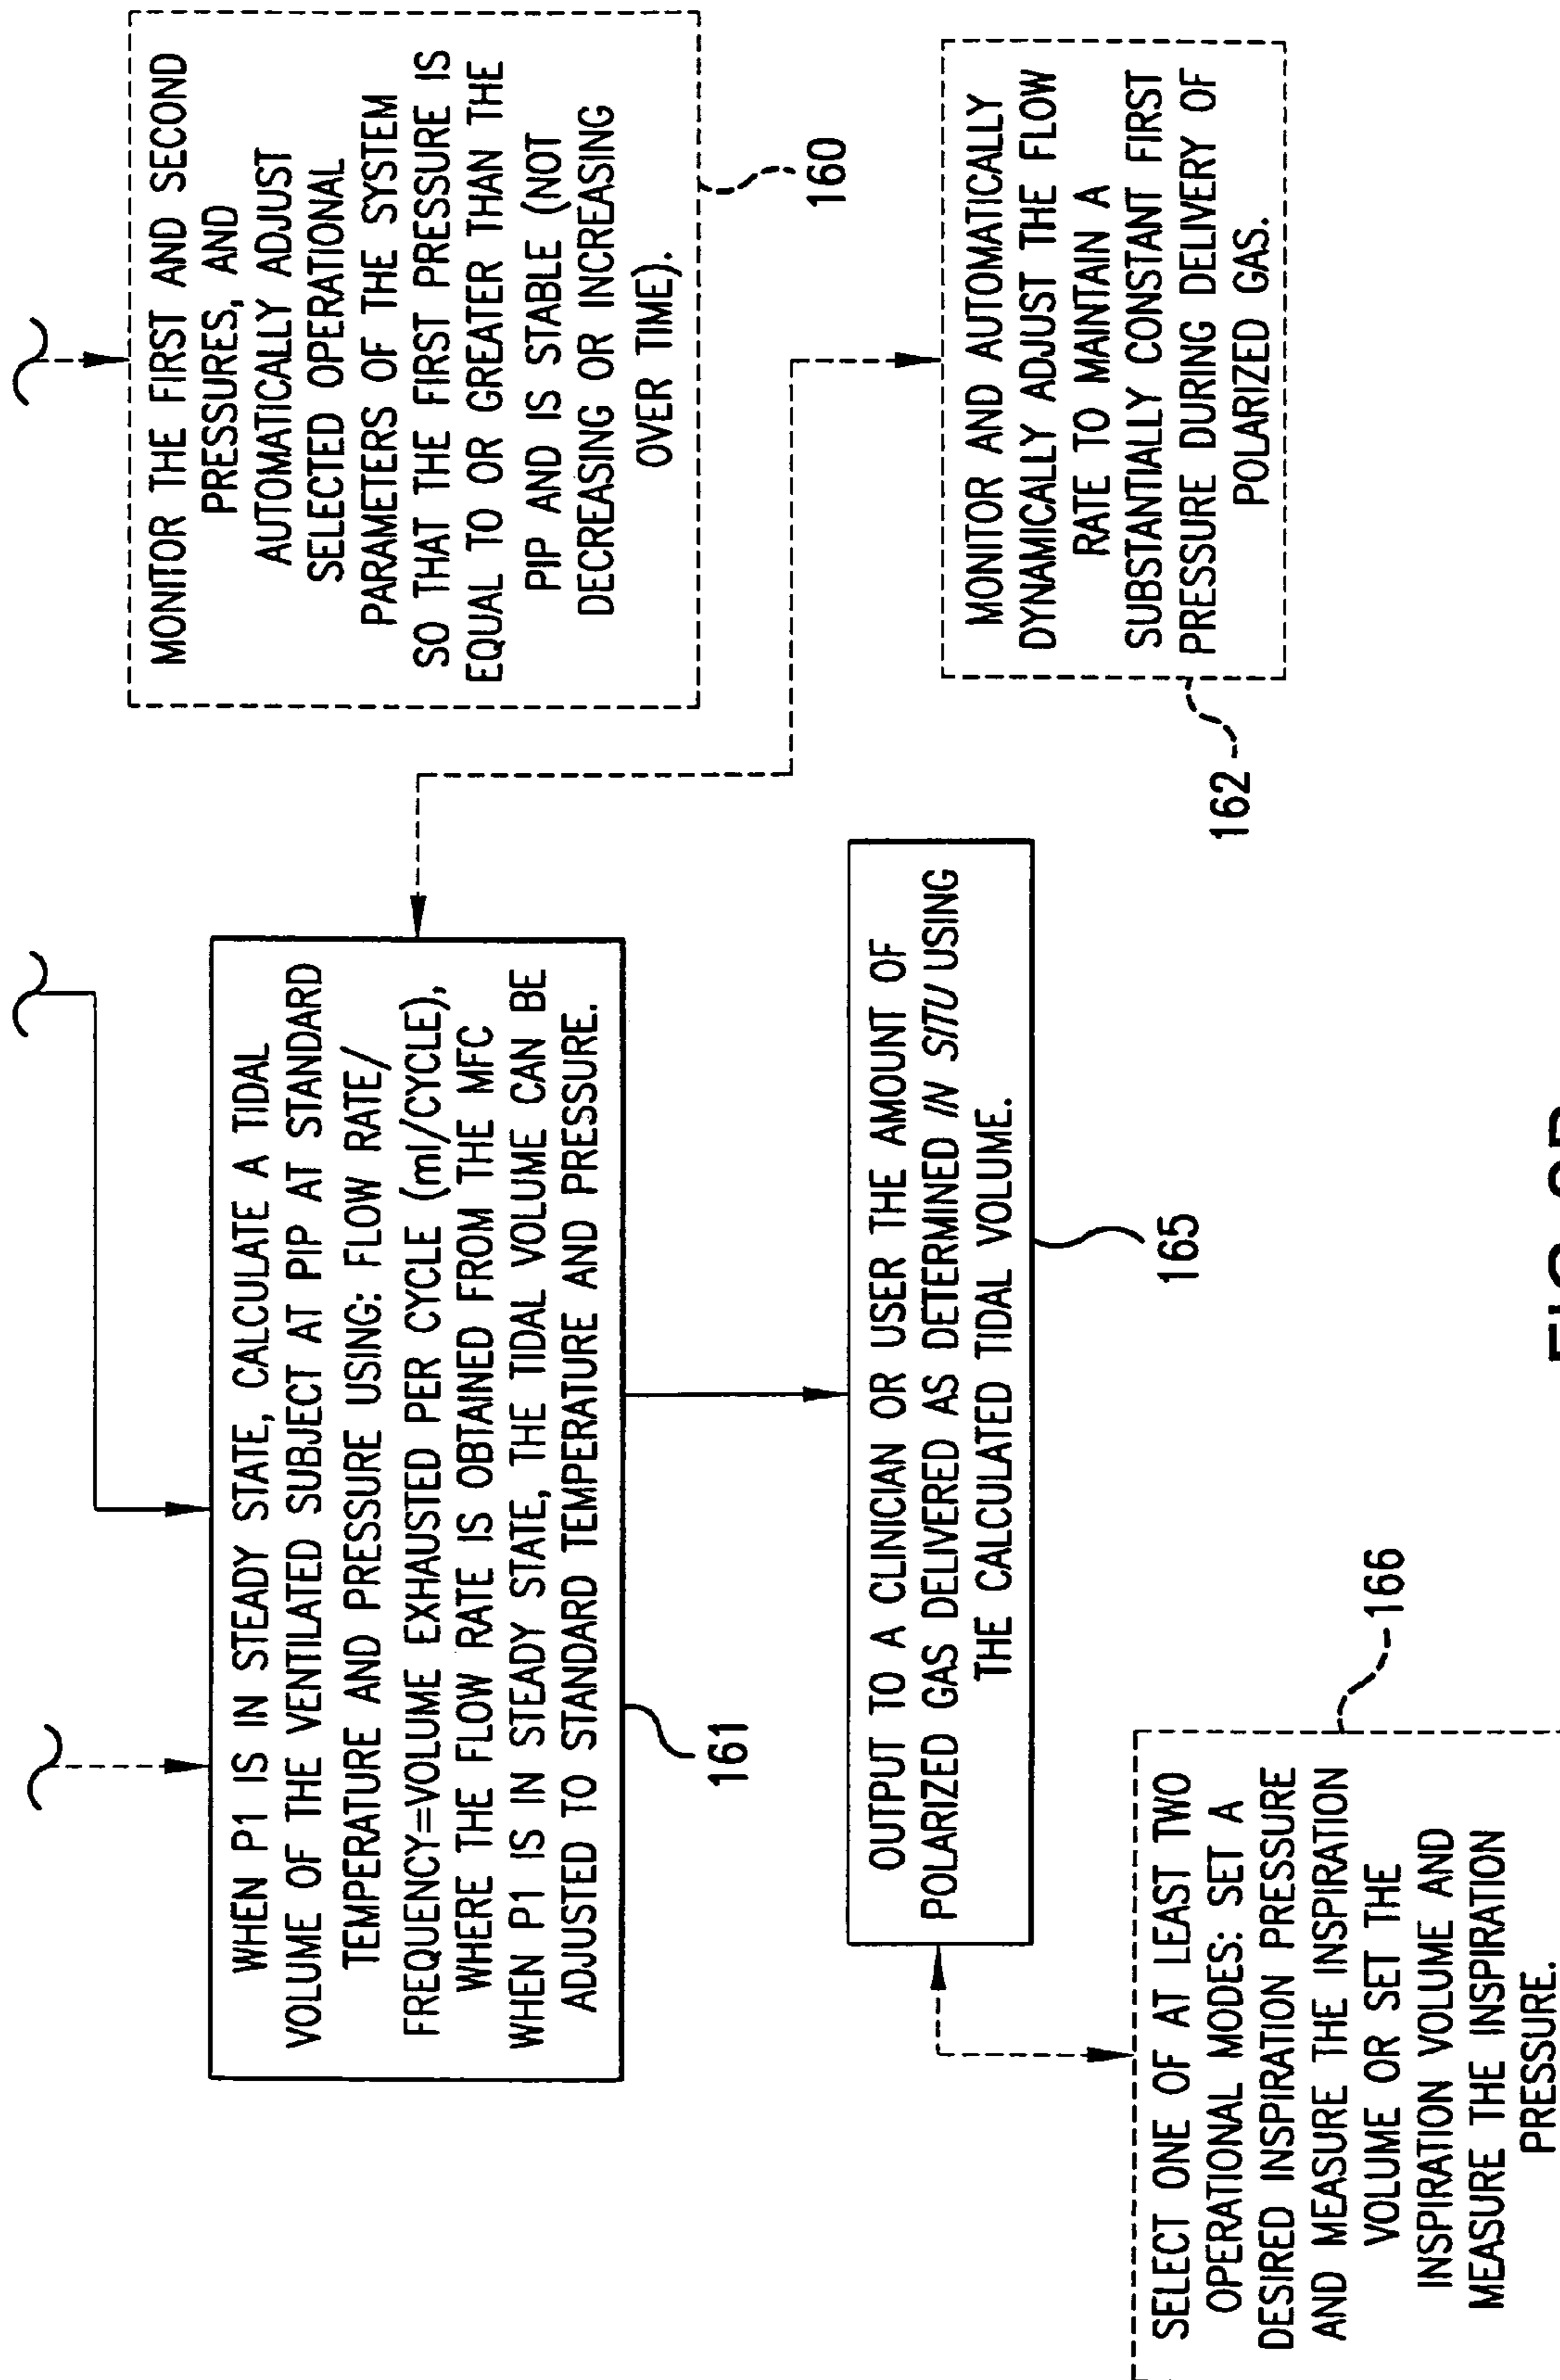 MONITOR THE FIRST AND SECOND
PRESSURES, AND
AUTOMATICALLY ADJUST
SELECTED OPERATIONAL
PARAMETERS OF THE SYSTEM
SO THAT THE FIRST PRESSURE IS
EQUAL TO OR GREATER THAN THE
PIP AND IS STABLE (NOT
DECREASING OR INCREASING
OVER TIME).
160
WHEN P1 IS IN STEADY STATE, CALCULATE A TIDAL
VOLUME OF THE VENTILATED SUBJECT AT PIP AT STANDARD
TEMPERATURE AND PRESSURE USING: FLOW RATE/
FREQUENCY=VOLUME EXHAUSTED PER CYCLE (ml/CYCLE),
WHERE THE FLOW RATE IS OBTAINED FROM THE MFC
WHEN P1 IS IN STEADY STATE, THE TIDAL VOLUME CAN BE
ADJUSTED TO STANDARD TEMPERATURE AND PRESSURE.
161
MONITOR AND AUTOMATICALLY
DYNAMICALLY ADJUST THE FLOW
RATE TO MAINTAIN A
SUBSTANTIALLY CONSTANT FIRST
PRESSURE DURING DELIVERY OF
POLARIZED GAS.
162
OUTPUT TO A CLINICIAN OR USER THE AMOUNT OF
POLARIZED GAS DELIVERED AS DETERMINED IN SITU USING
THE CALCULATED TIDAL VOLUME.
165
SELECT ONE OF AT LEAST TWO
OPERATIONAL MODES: SET A
DESIRED INSPIRATION PRESSURE
AND MEASURE THE INSPIRATION
VOLUME OR SET THE
INSPIRATION VOLUME AND
MEASURE THE INSPIRATION
PRESSURE.
166